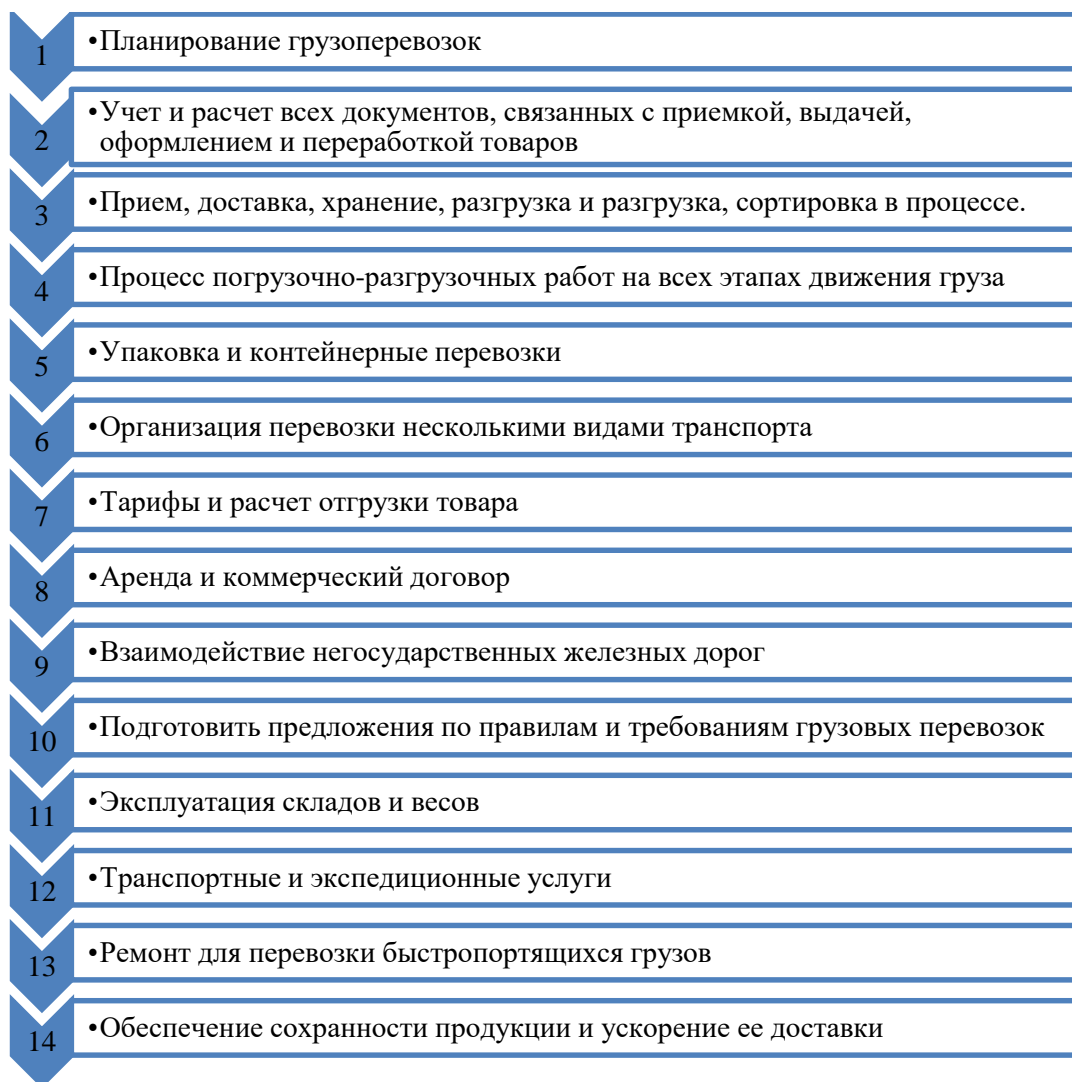 1
•Планирование грузоперевозок
2
•Учет и расчет всех документов, связанных с приемкой, выдачей,
оформлением и переработкой товаров
3
•Прием, доставка, хранение, разгрузка и разгрузка, сортировка в процессе.
4
•Процесс погрузочно-разгрузочных работ на всех этапах движения груза
5
•Упаковка и контейнерные перевозки
6
•Организация перевозки несколькими видами транспорта
7
•Тарифы и расчет отгрузки товара
8
•Аренда и коммерческий договор
9
•Взаимодействие негосударственных железных дорог
10
•Подготовить предложения по правилам и требованиям грузовых перевозок
11
•Эксплуатация складов и весов
12
•Транспортные и экспедиционные услуги
13
•Ремонт для перевозки быстропортящихся грузов
14
•Обеспечение сохранности продукции и ускорение ее доставки